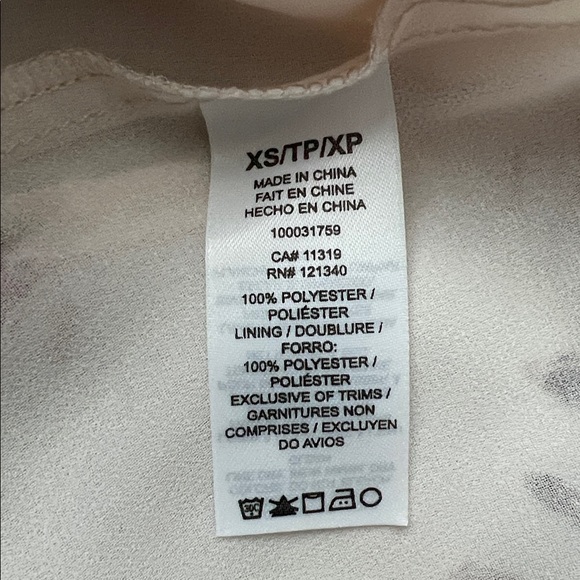 XS/TP/XP
MADE IN CHINA
FAIT EN CHINE
HECHO EN CHINA
100031759
CA# 11319
RN# 121340
100% POLYESTER /
POLIÉSTER
LINING / DOUBLURE /
FORRO:
100% POLYESTER /
POLIÉSTER
EXCLUSIVE OF TRIMS /
GARNITURES NON
COMPRISES / EXCLUYEN
DO AVIOS
30C